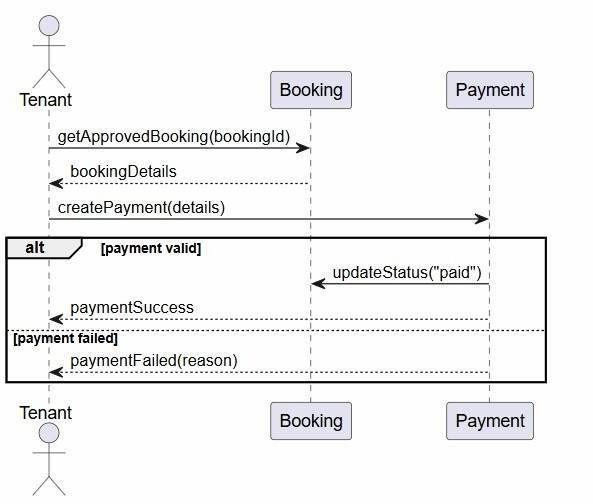 Tenant
Booking
Payment
getApprovedBooking(bookingId)
bookingDetails
createPayment(details)
alt
[payment valid]
updateStatus("paid")
paymentSuccess
[payment failed]
paymentFailed(reason)
Tenant
Booking
Payment